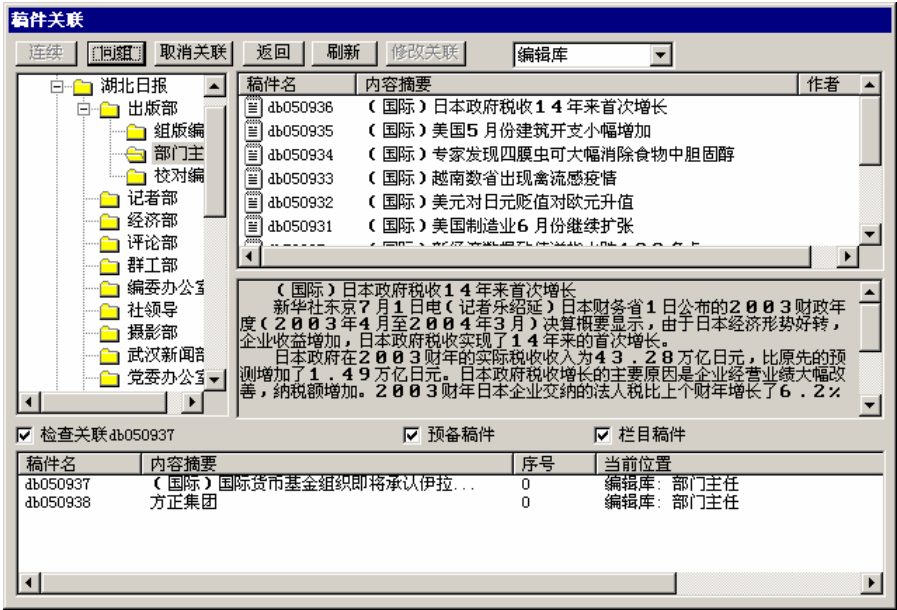 稿件关联
连续 同组 取消关联 返回 刷新 修改关联 编辑库
湖北日报
出版部
组版编
部门主
校对编
记者部
经济部
评论部
群工部
编委办公室
社领导
摄影部
武汉新闻部
党委办公室
稿件名 内容摘要 作者
db050936 （国际）日本政府税收１４年来首次增长
db050935 （国际）美国５月份建筑开支小幅增加
db050934 （国际）专家发现四膜虫可大幅消除食物中胆固醇
db050933 （国际）越南数省出现禽流感疫情
db050932 （国际）美元对日元贬值对欧元升值
db050931 （国际）美国制造业６月份继续扩张
（国际）日本政府税收１４年来首次增长
新华社东京７月１日电（记者乐绍延）日本财务省１日公布的２００３财政年
度（２００３年４月至２００４年３月）决算概要显示，由于日本经济形势好转，
企业收益增加，日本政府税收实现了１４年来的首次增长。
日本政府在２００３财年的实际税收收入为４３．２８万亿日元，比原先的预
测增加了１．４９万亿日元。日本政府税收增长的主要原因是企业经营业绩大幅改
善，纳税额增加。２００３财年日本企业交纳的法人税比上个财年增长了６．２％
检查关联db050937 预备稿件 栏目稿件
稿件名 内容摘要 序号 当前位置
db050937 （国际）国际货币基金组织即将承认伊拉... 0 编辑库: 部门主任
db050938 方正集团 0 编辑库: 部门主任